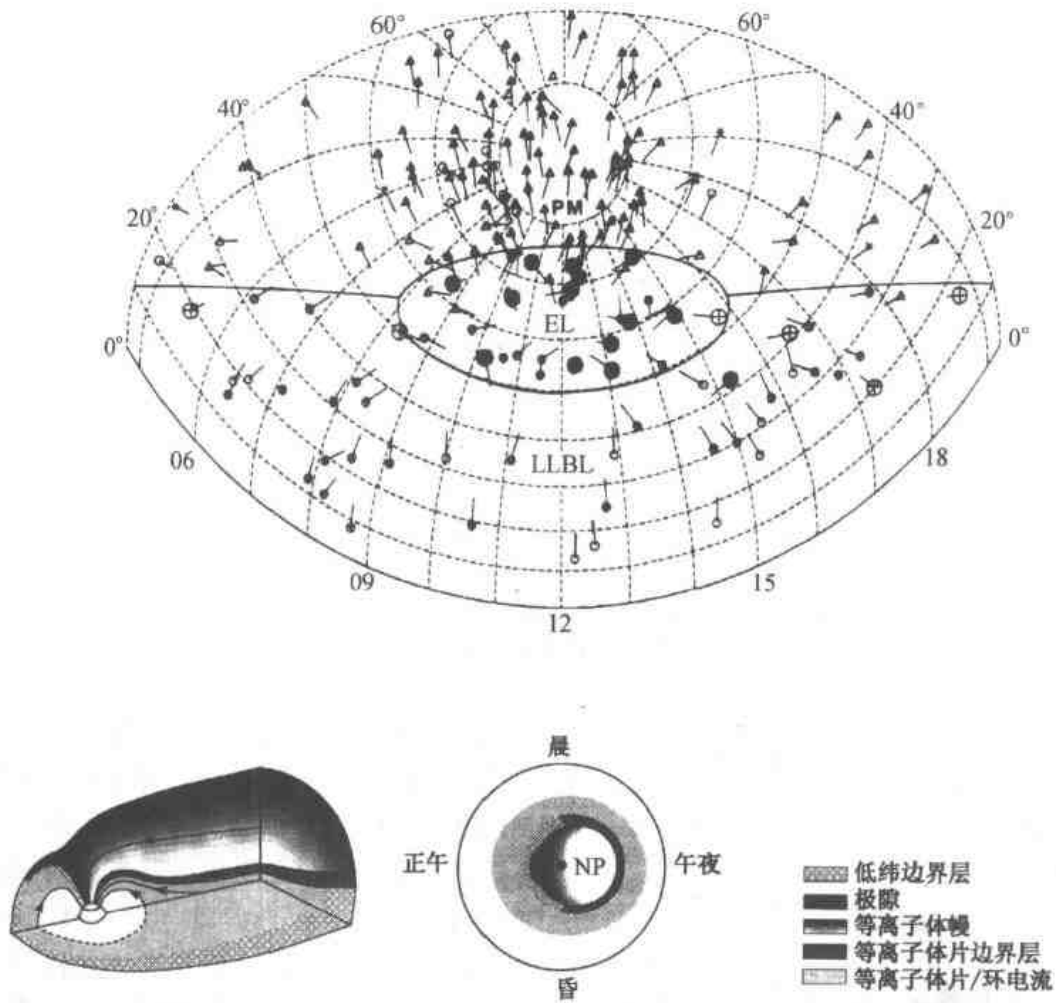 60° 60°
40° 40°
20° 20°
PM
EL
0° 0°
LLBL
06 18
09 15
12
晨
正午 NP 午夜
昏
低纬边界层
极隙
等离子体幔
等离子体片边界层
等离子体片/环电流